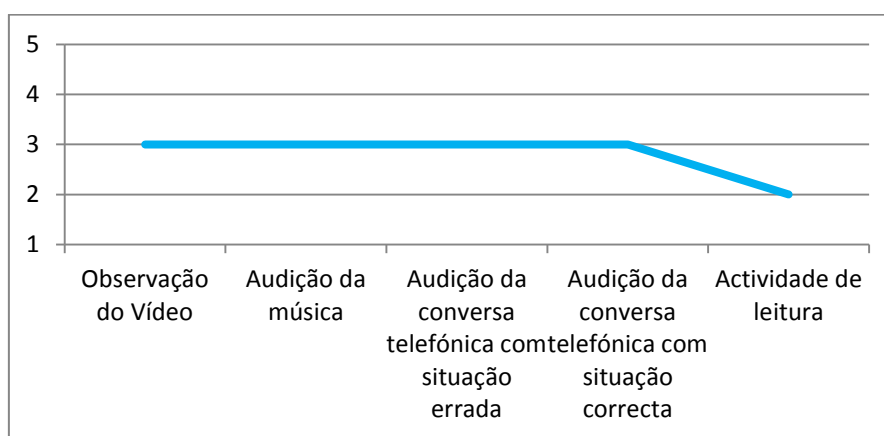 5
4
3
2
1
Observação
do Vídeo
Audição da
música
Audição da
conversa
telefónica com
situação
errada
Audição da
conversa
telefónica com
situação
correcta
Actividade de
leitura